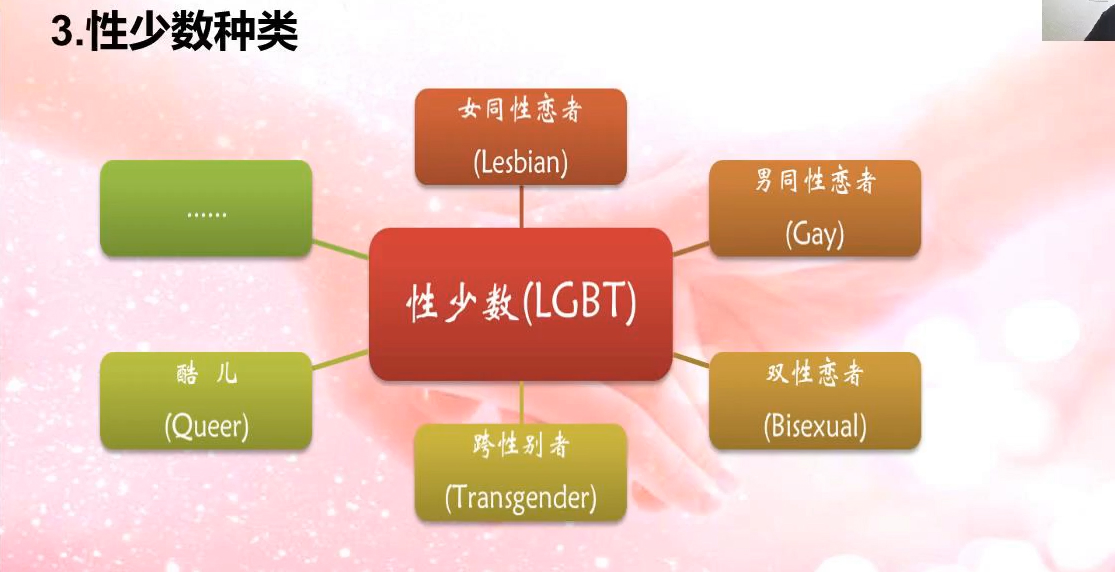 3.性少数种类
女同性恋者
(Lesbian)
男同性恋者
(Gay)
......
性少数(LGBT)
酷 儿
(Queer)
双性恋者
(Bisexual)
跨性别者
(Transgender)